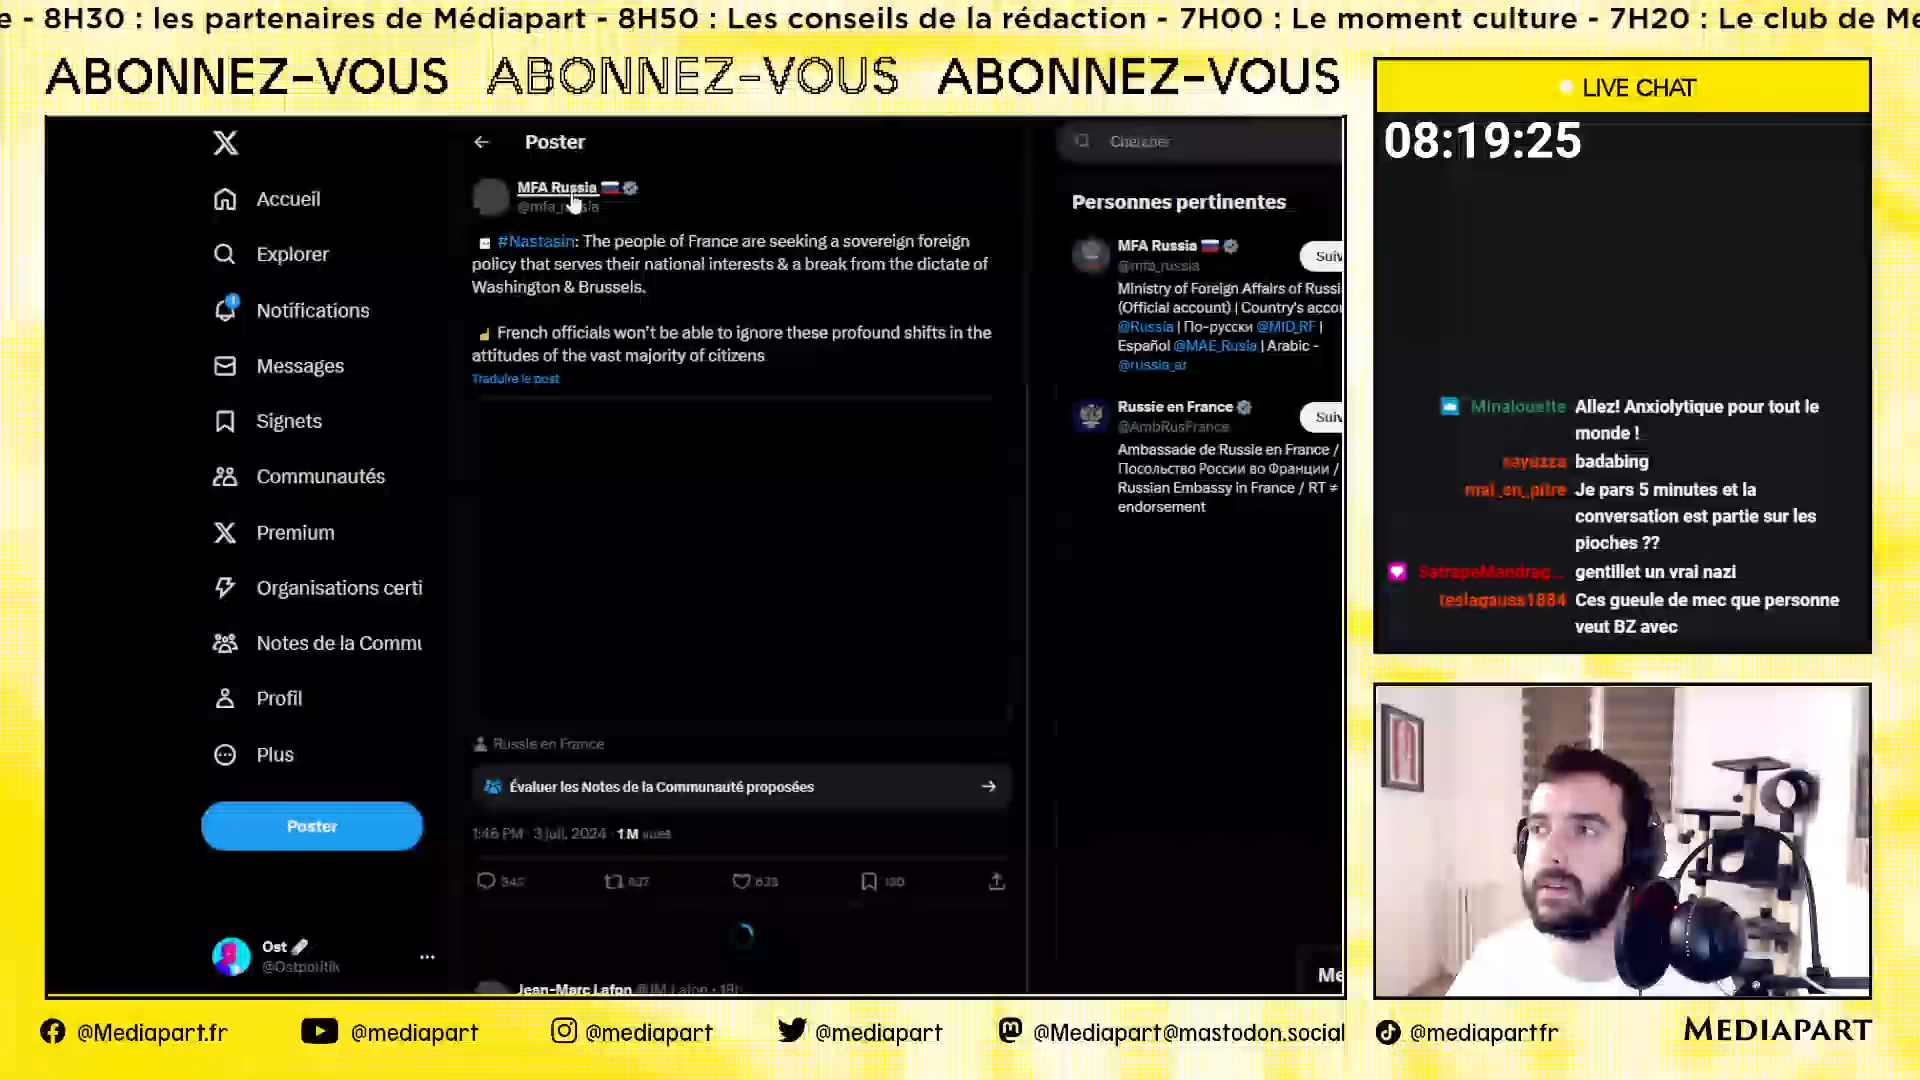 e - 8H30 : les partenaires de Médiapart - 8H50 : Les conseils de la rédaction - 7H00 : Le moment culture - 7H20 : Le club de Me
ABONNEZ-VOUS ABONNEZ-VOUS ABONNEZ-VOUS
LIVE CHAT
08:19:25
Poster
Chercher
MFA Russia
@mfa_russia
#Nastasin: The people of France are seeking a sovereign foreign
policy that serves their national interests & a break from the dictate of
Washington & Brussels.
French officials won't be able to ignore these profound shifts in the
attitudes of the vast majority of citizens
Traduire le post
Russie en France
Évaluer les Notes de la Communauté proposées
1:46 PM · 3 juil. 2024 · 1M vues
Jean-Marc Lafon @JM_Lafon · 18h
Accueil
Explorer
1
Notifications
Messages
Signets
Communautés
Premium
Organisations certi
Notes de la Commu
Profil
Plus
Poster
Ost
@Ostpolitik
Personnes pertinentes
MFA Russia
@mfa_russia
Suiv
Ministry of Foreign Affairs of Russi
(Official account) | Country's accou
@Russia | По-русски @MID_RF |
Español @MAE_Rusia | Arabic -
@russia_ar
Russie en France
@AmbRusFrance
Suiv
Ambassade de Russie en France /
Посольство России во Франции /
Russian Embassy in France / RT ≠
endorsement
Me
Minalouette Allez! Anxiolytique pour tout le
monde !
sayuzza badabing
mal_en_pitre Je pars 5 minutes et la
conversation est partie sur les
pioches ??
SatrapeMandrag... gentillet un vrai nazi
teslagauss1884 Ces gueule de mec que personne
veut BZ avec
@Mediapart.fr
@mediapart
@mediapart
@mediapart
@Mediapart@mastodon.social
@mediapartfr
MEDIAPART